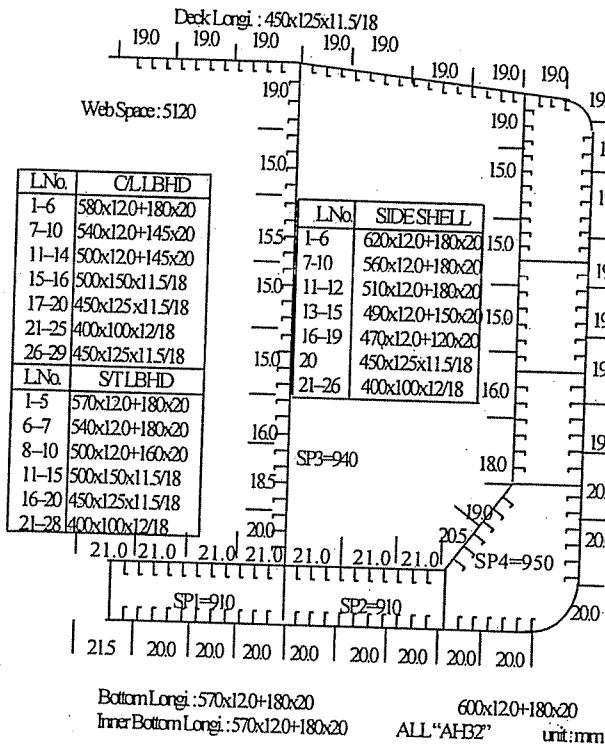 Deck Longi. : 450x125x11.5/18
19.0 19.0 19.0 19.0 19.0
19.0 19.0 19.0
19.0
Web Space : 5120
19.0
15.0
15.0
L.No. C/L L.BHD
1–6 580x12.0+180x20
7–10 540x12.0+145x20
11–14 500x12.0+145x20
15–16 500x150x11.5/18
17–20 450x125x11.5/18
21–25 400x100x12/18
26–29 450x125x11.5/18
L.No. S/T L.BHD
1–5 570x12.0+180x20
6–7 540x12.0+180x20
8–10 500x12.0+160x20
11–15 500x150x11.5/18
16–20 450x125x11.5/18
21–28 400x100x12/18
L.No. SIDE SHELL
1–6 620x12.0+180x20
7-10 560x12.0+180x20
11–12 510x12.0+180x20
13–15 490x12.0+150x20
16–19 470x12.0+120x20
20 450x125x11.5/18
21–26 400x100x12/18
15.5
15.0
15.0
15.0
15.0
16.0
16.0
18.5
20.0
18.0
SP3=940
19.0
20.5
SP4=950
21.0 21.0 21.0 21.0 21.0 21.0 21.0
SP1=910
SP2=910
20.0
21.5 20.0 20.0 20.0 20.0 20.0 20.0 20.0
Bottom Longi. : 570x12.0+180x20
600x12.0+180x20
Inner Bottom Longi. : 570x12.0+180x20
ALL "AH32"
unit : mm